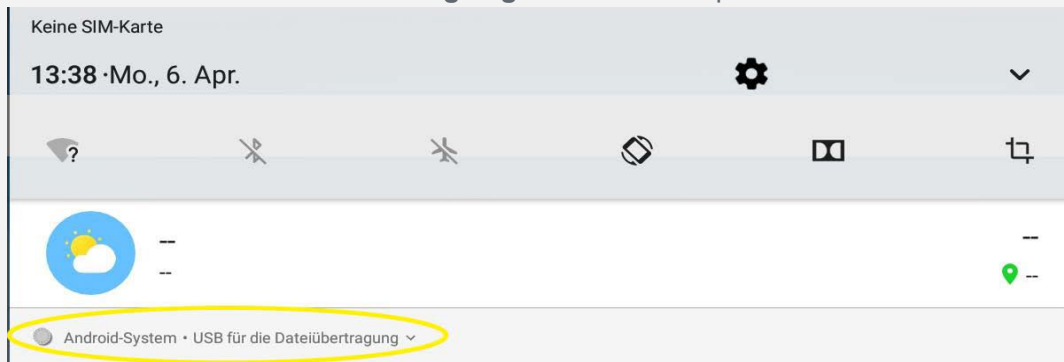 Keine SIM-Karte
13:38 ·Mo., 6. Apr.
?
--
--
--
--
Android-System • USB für die Dateiübertragung